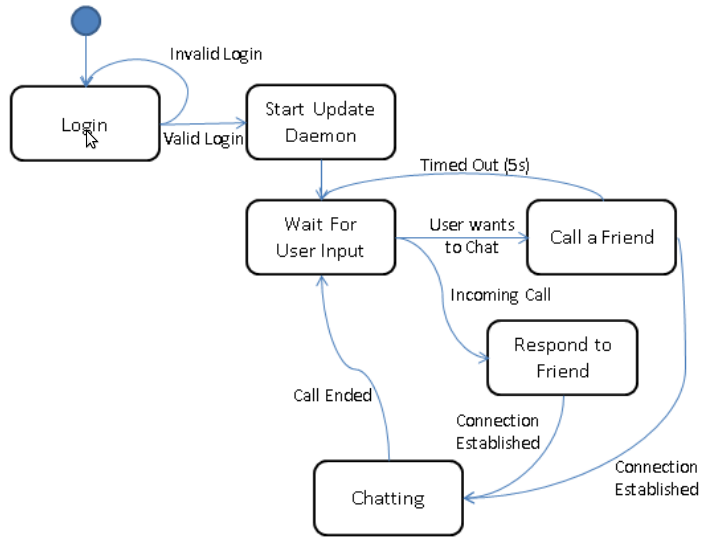 Invalid Login
Login
Valid Login
Start Update
Daemon
Timed Out (5s)
Wait For
User Input
User wants
to Chat
Call a Friend
Incoming Call
Respond to
Friend
Call Ended
Connection
Established
Connection
Established
Chatting